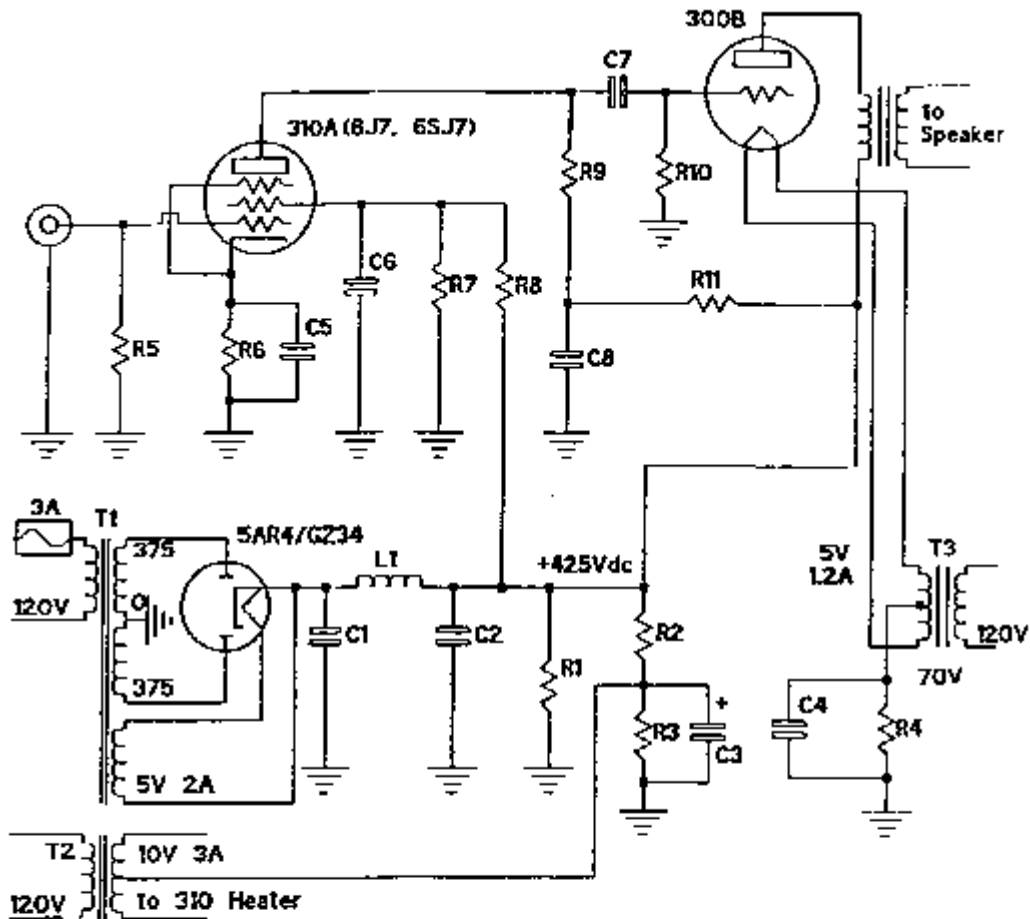 300B
C7
310A (6J7, 6SJ7)
To
Speaker
R9
R10
C6
R7
R8
R11
R5
R6
C5
C8
3A
T1
375
5AR4/GZ34
L1
+425Vdc
5V
1.2A
T3
120V
0
C1
C2
R1
R2
120V
70V
375
R3
+
C3
C4
R4
5V 2A
T2
10V 3A
120V
to 310 Heater